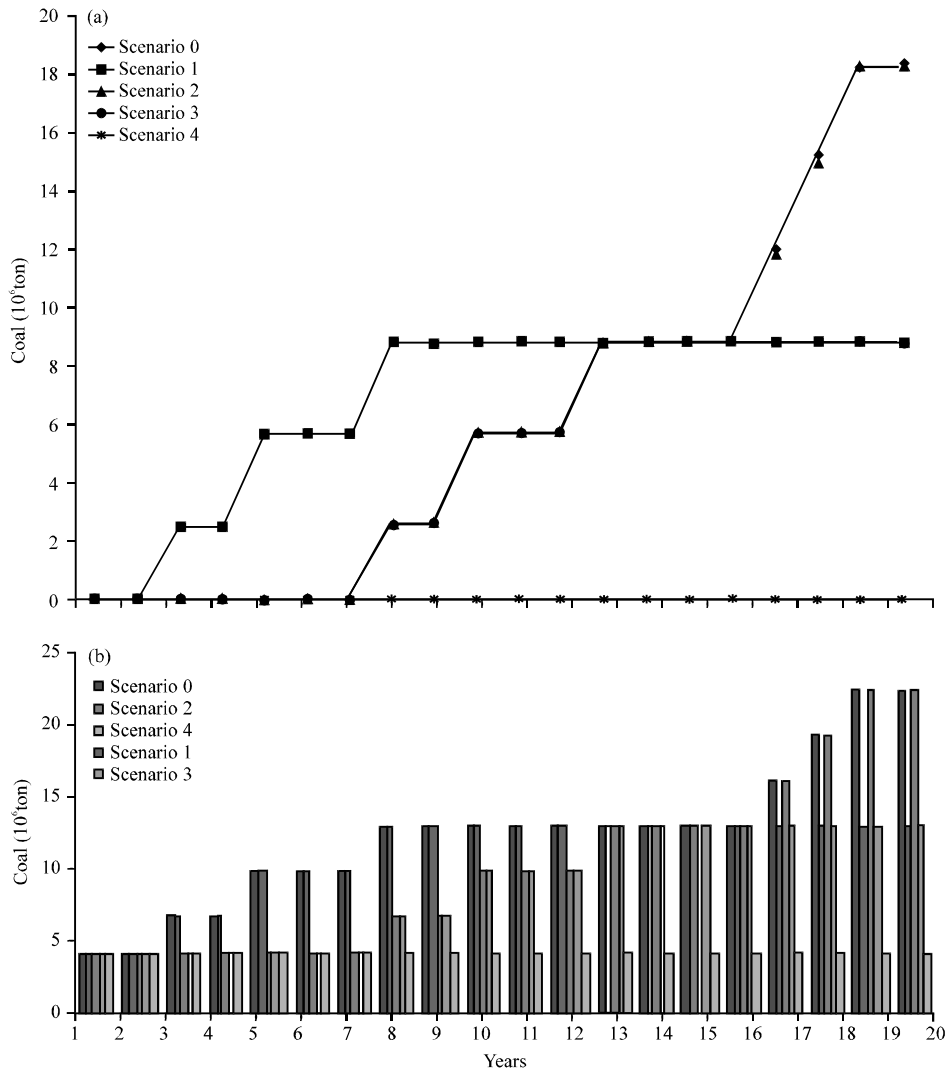 (a)
Scenario 0
Scenario 1
Scenario 2
Scenario 3
Scenario 4
Coal (10⁶ton)
20
18
16
14
12
10
8
6
4
2
0
(b)
Scenario 0
Scenario 2
Scenario 4
Scenario 1
Scenario 3
Coal (10⁶ton)
25
20
15
10
5
0
1 2 3 4 5 6 7 8 9 10 11 12 13 14 15 16 17 18 19 20
Years